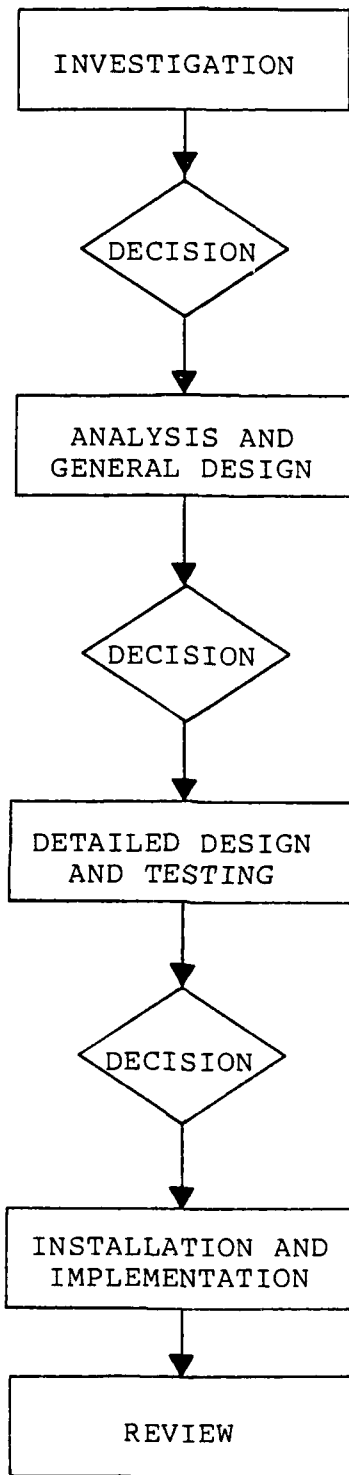 INVESTIGATION
DECISION
ANALYSIS AND
GENERAL DESIGN
DECISION
DETAILED DESIGN
AND TESTING
DECISION
INSTALLATION AND
IMPLEMENTATION
REVIEW